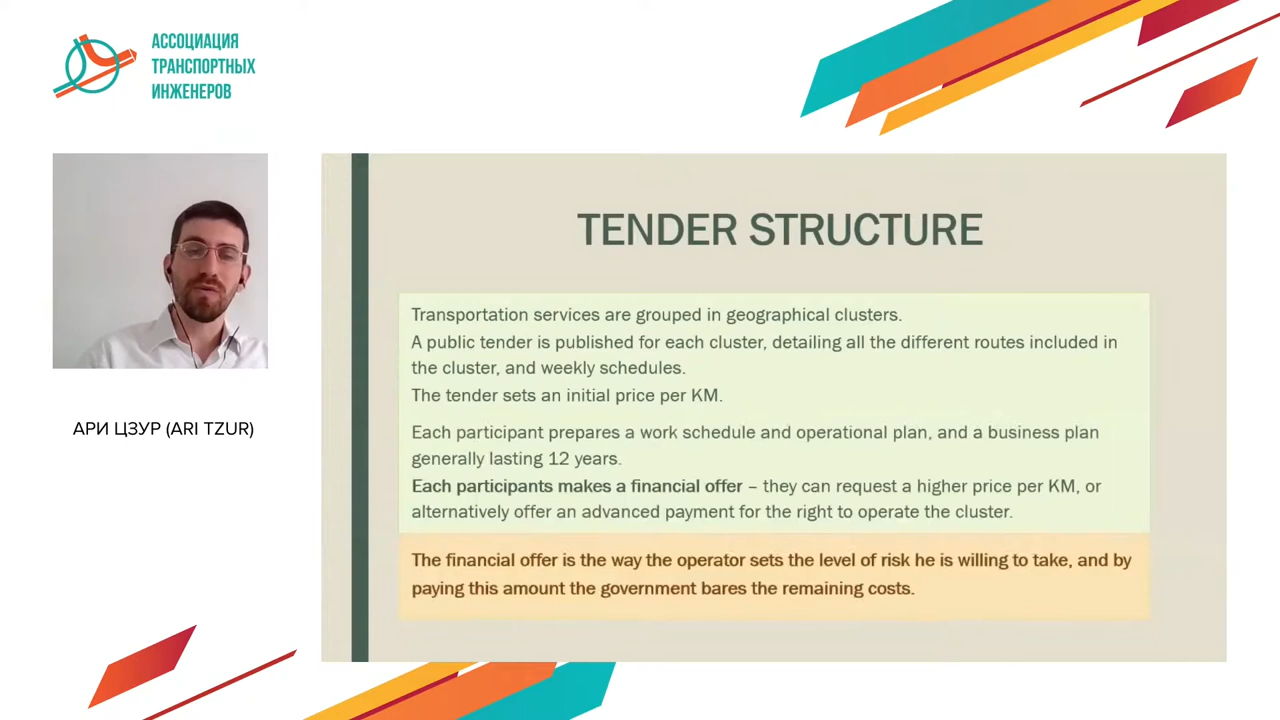 АССОЦИАЦИЯ
ТРАНСПОРТНЫХ
ИНЖЕНЕРОВ
АРИ ЦЗУР (ARI TZUR)
TENDER STRUCTURE
Transportation services are grouped in geographical clusters.
A public tender is published for each cluster, detailing all the different routes included in
the cluster, and weekly schedules.
The tender sets an initial price per KM.
Each participant prepares a work schedule and operational plan, and a business plan
generally lasting 12 years.
Each participants makes a financial offer – they can request a higher price per KM, or
alternatively offer an advanced payment for the right to operate the cluster.
The financial offer is the way the operator sets the level of risk he is willing to take, and by
paying this amount the government bares the remaining costs.